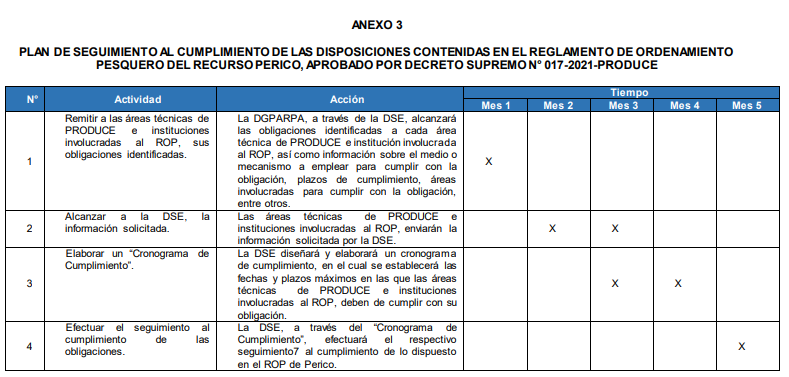 ANEXO 3
PLAN DE SEGUIMIENTO AL CUMPLIMIENTO DE LAS DISPOSICIONES CONTENIDAS EN EL REGLAMENTO DE ORDENAMIENTO
PESQUERO DEL RECURSO PERICO, APROBADO POR DECRETO SUPREMO N° 017-2021-PRODUCE
N° Actividad Acción Tiempo
Mes 1 Mes 2 Mes 3 Mes 4 Mes 5
1
Remitir a las áreas técnicas de
PRODUCE e instituciones
involucradas al ROP, sus
obligaciones identificadas.
La DGPARPA, a través de la DSE, alcanzará
las obligaciones identificadas a cada área
técnica de PRODUCE e institución involucrada
al ROP, así como información sobre el medio o
mecanismo a emplear para cumplir con la
obligación, plazos de cumplimiento, áreas
involucradas para cumplir con la obligación,
entre otros.
X
2
Alcanzar a la DSE, la
información solicitada.
Las áreas técnicas de PRODUCE e
instituciones involucradas al ROP, enviarán la
información solicitada por la DSE.
X X
3
Elaborar un “Cronograma de
Cumplimiento”.
La DSE diseñará y elaborará un cronograma
de cumplimiento, en el cual se establecerá las
fechas y plazos máximos en las que las áreas
técnicas de PRODUCE e instituciones
involucradas al ROP, deben de cumplir con su
obligación.
X X
4
Efectuar el seguimiento al
cumplimiento de las
obligaciones.
La DSE, a través del “Cronograma de
Cumplimiento”, efectuará el respectivo
seguimiento7 al cumplimiento de lo dispuesto
en el ROP de Perico.
X